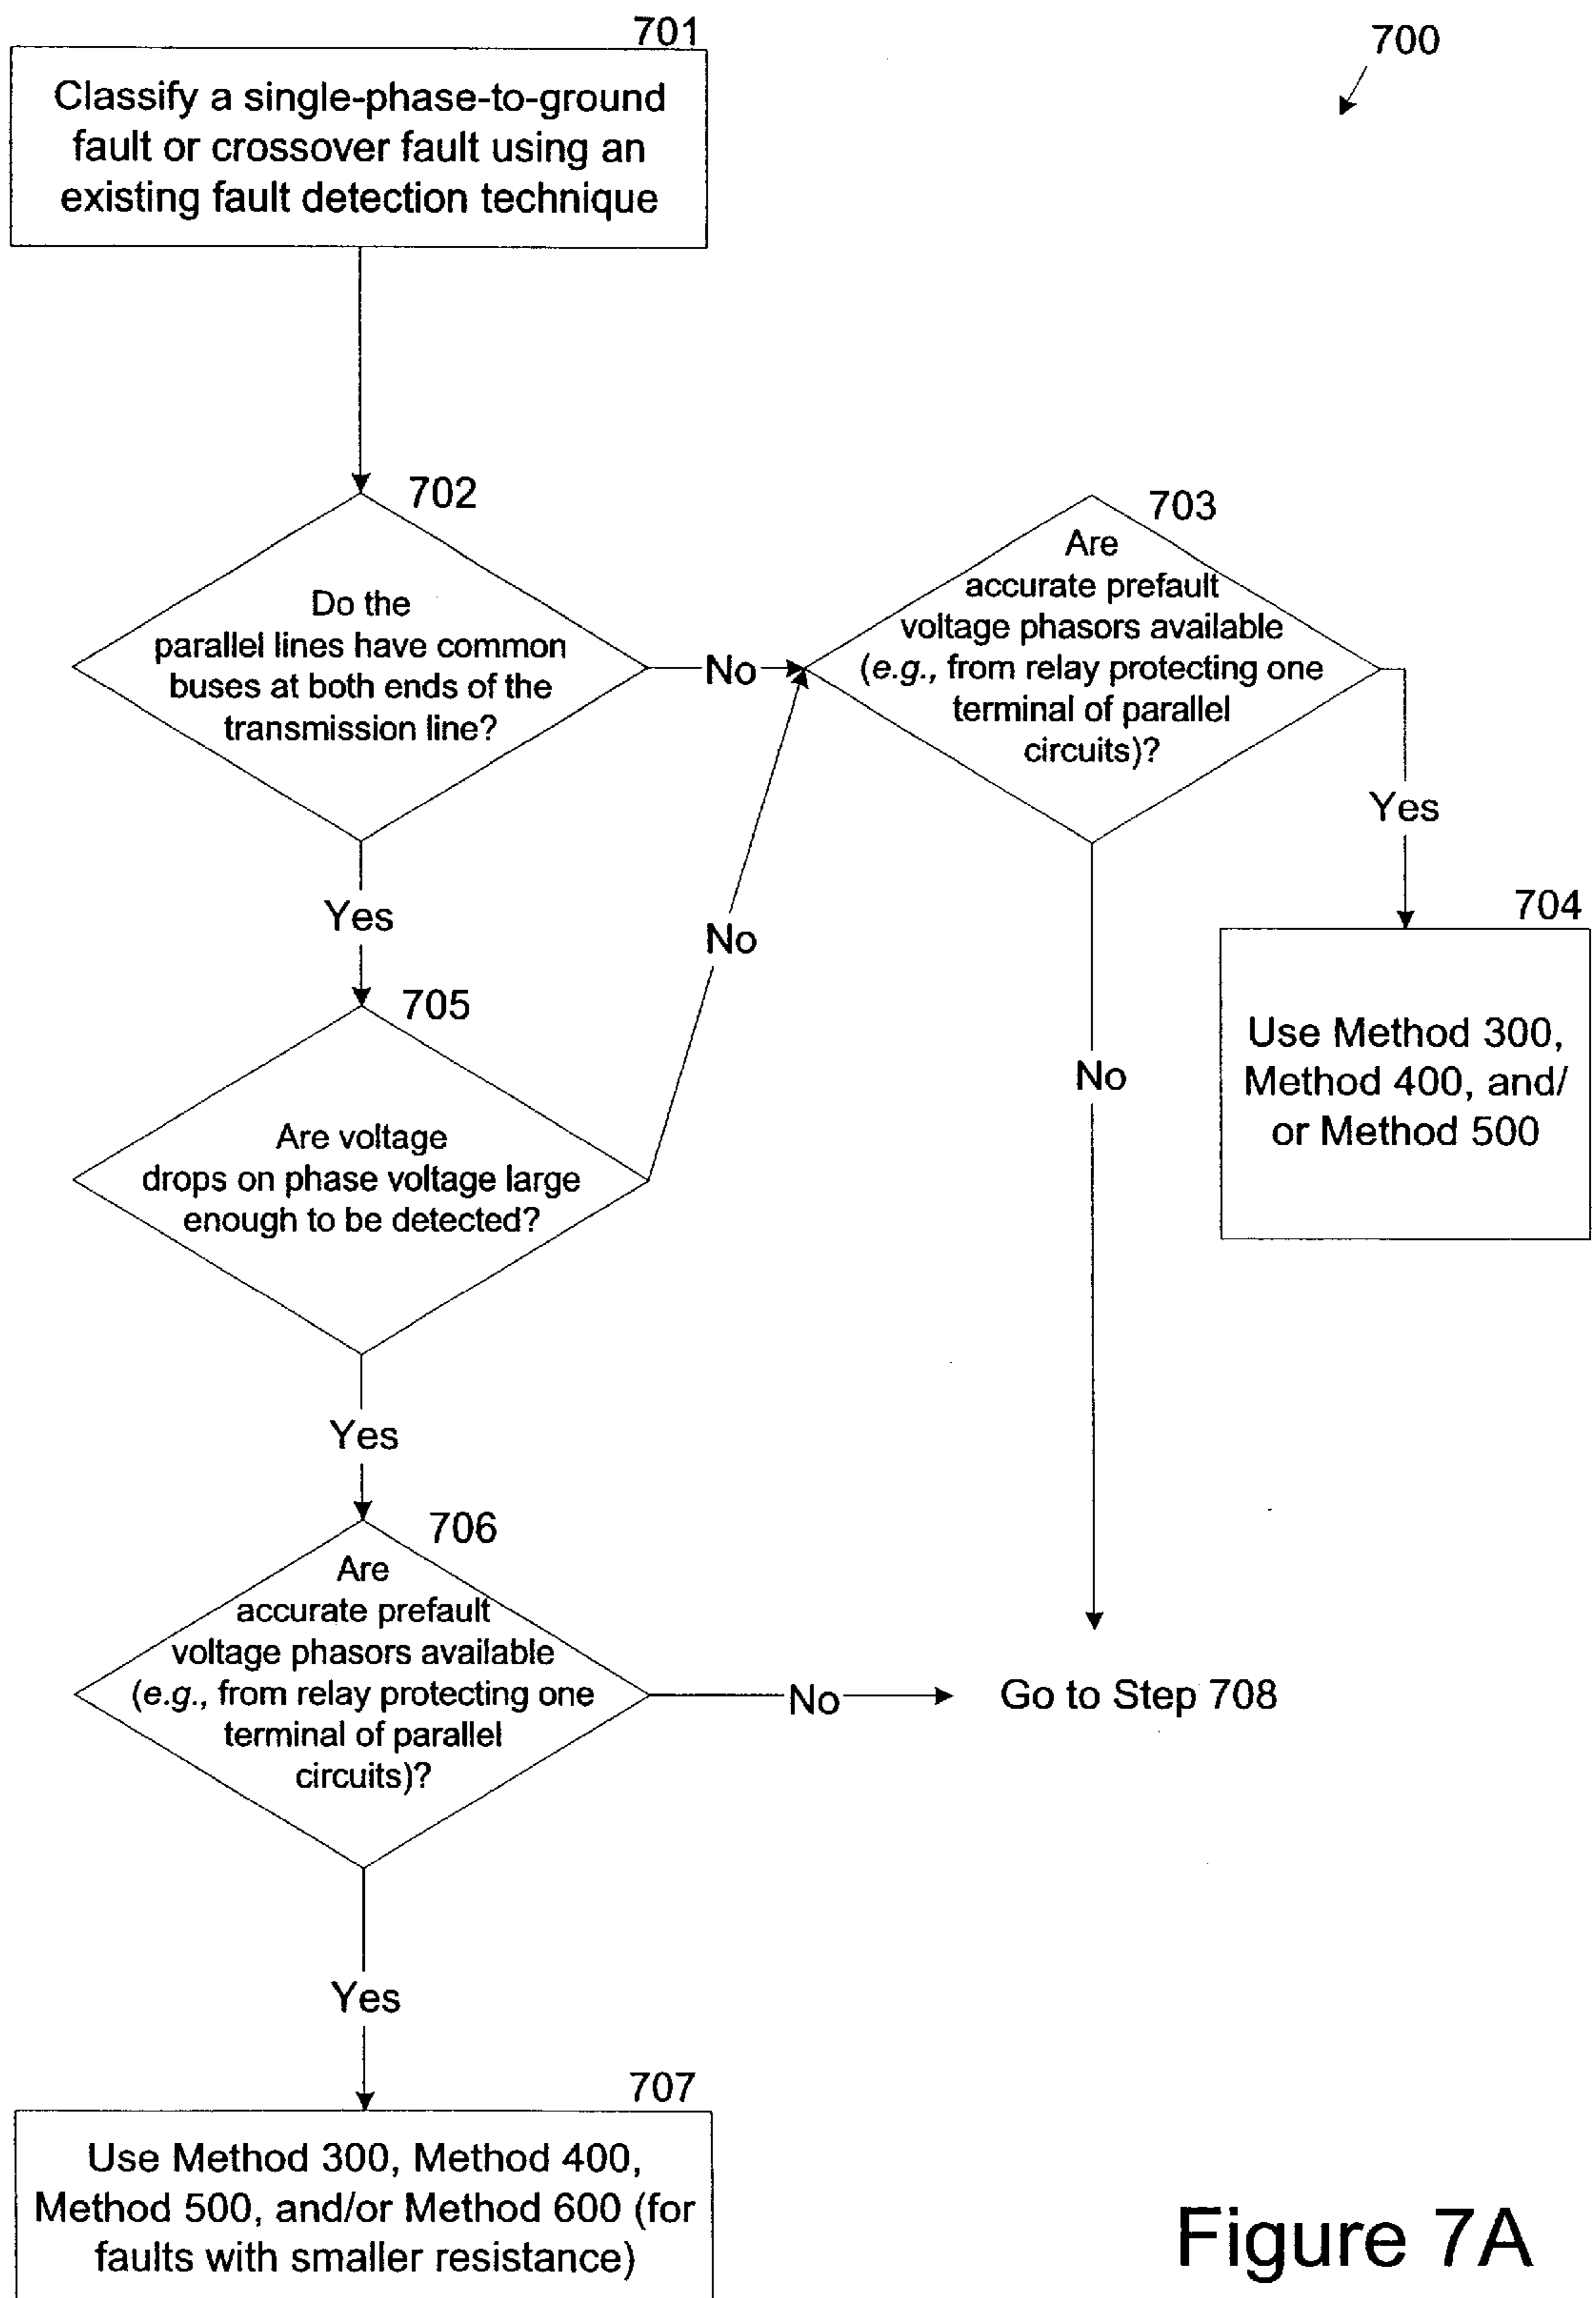 701
700
Classify a single-phase-to-ground
fault or crossover fault using an
existing fault detection technique
702
Do the
parallel lines have common
buses at both ends of the
transmission line?
No
703
Are
accurate prefault
voltage phasors available
(e.g., from relay protecting one
terminal of parallel
circuits)?
Yes
Yes
No
No
704
Use Method 300,
Method 400, and/
or Method 500
705
Are voltage
drops on phase voltage large
enough to be detected?
Yes
706
Are
accurate prefault
voltage phasors available
(e.g., from relay protecting one
terminal of parallel
circuits)?
No
Go to Step 708
Yes
707
Use Method 300, Method 400,
Method 500, and/or Method 600 (for
faults with smaller resistance)
Figure 7A